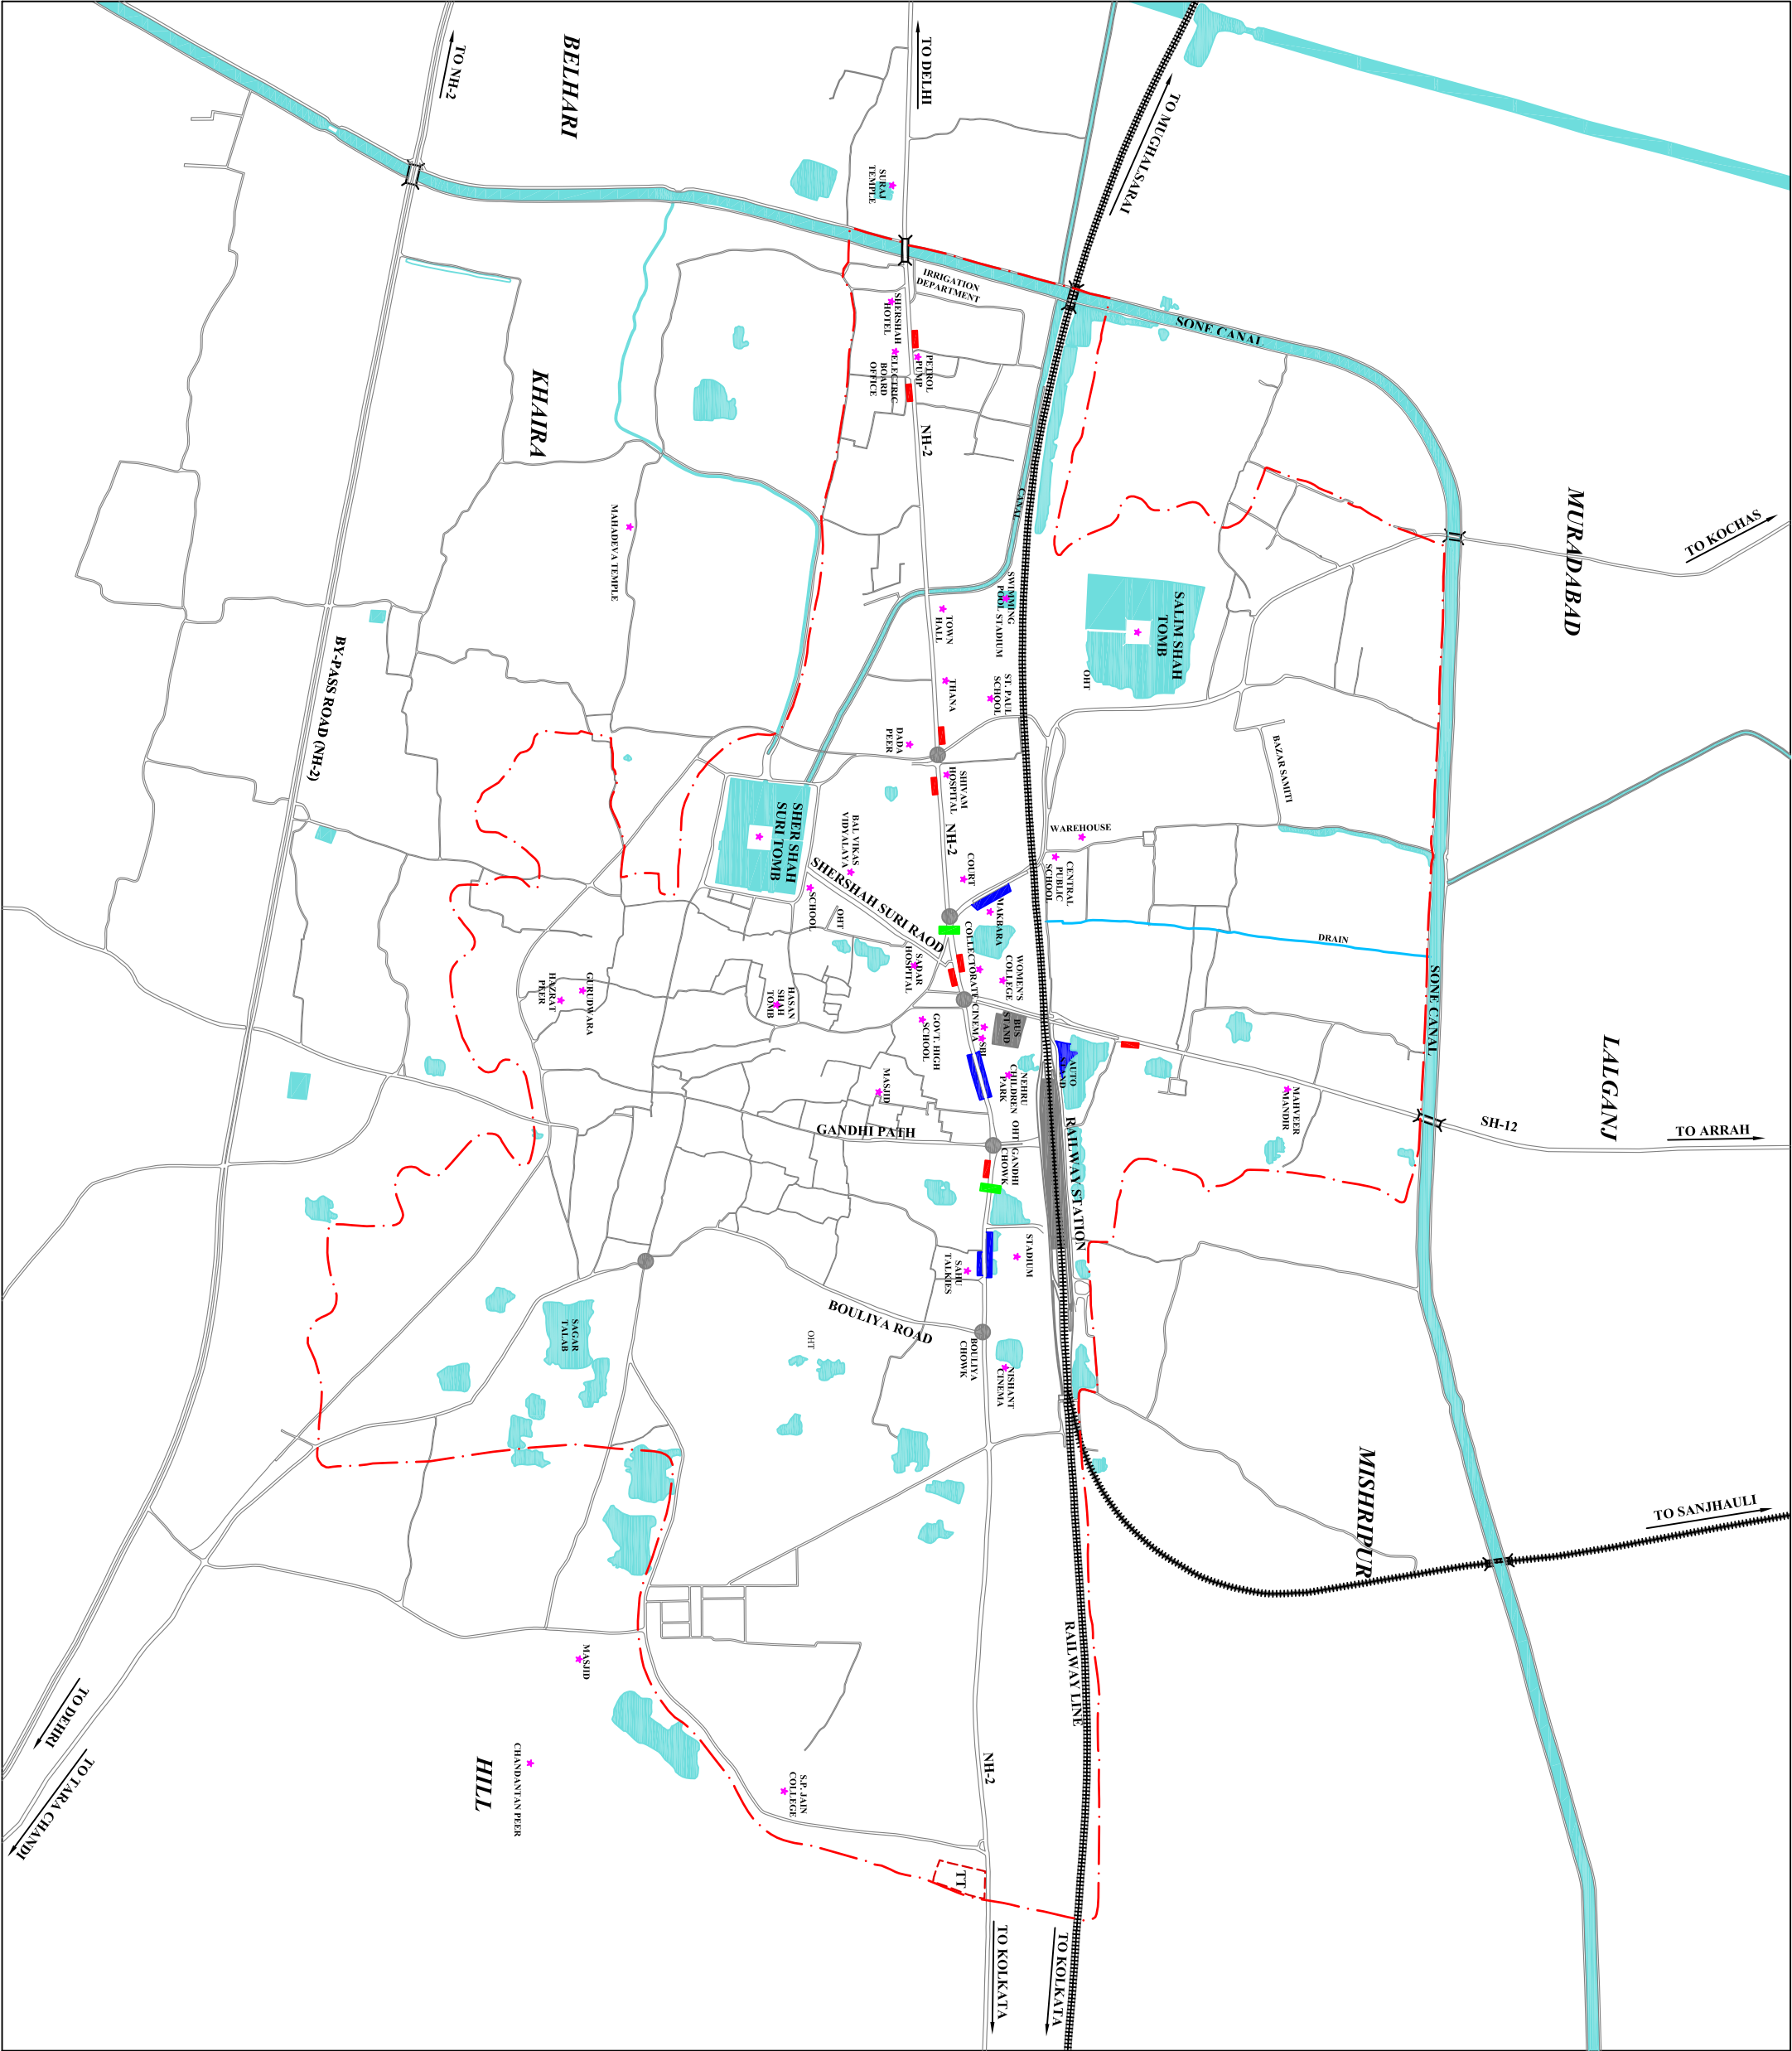 TO NH-2
BELHARI
TO DELHI
TO MUGHALSARAI
SURAJ
TEMPLE
IRRIGATION
DEPARTMENT
SHERSHAH
HOTEL
PETROL
PUMP
ELECTRIC
BOARD
OFFICE
NH-2
SONE CANAL
KHAIRA
MURADABAD
TO KOCHAS
CANAL
MAHADEVA TEMPLE
SWIMMING
POOL STADIUM
SALIM SHAH
TOMB
OHT
TOWN
HALL
ST. PAUL
SCHOOL
THANA
DADA
PEER
BY-PASS ROAD (NH-2)
BAZAR SAMITI
SHIVAM
HOSPITAL
NH-2
SHER SHAH
SURI TOMB
BAL VIKAS
VIDYALAYA
WAREHOUSE
COURT
CENTRAL
PUBLIC
SCHOOL
SHERSHAH SURI RAOD
SCHOOL
OHT
MAKBARA
DRAIN
COLLECTORATE
SADAR
HOSPITAL
WOMEN'S
COLLEGE
SONE CANAL
GURUDWARA
HAZRAT
PEER
HASAN
SHAH
TOMB
CINEMA
BUS
STAND
SBI
GOVT. HIGH
SCHOOL
LALGANJ
AUTO
STAND
NEHRU
CHILDREN
PARK
MASJID
MAHVEER
MANDIR
GANDHI PATH
OHT
RAILWAY STATION
SH-12
TO ARRAH
GANDHI
CHOWK
STADIUM
SAHU
TALKIES
SAGAR
TALAB
BOULIYA ROAD
OHT
BOULIYA
CHOWK
NISHANT
CINEMA
MISHRIPUR
TO SANJHAULI
RAILWAY LINE
MASJID
TO DEHRI
TO TARA CHANDI
HILL
CHANDANTAN PEER
S.P. JAIN
COLLEGE
NH-2
TT
TO KOLKATA
TO KOLKATA